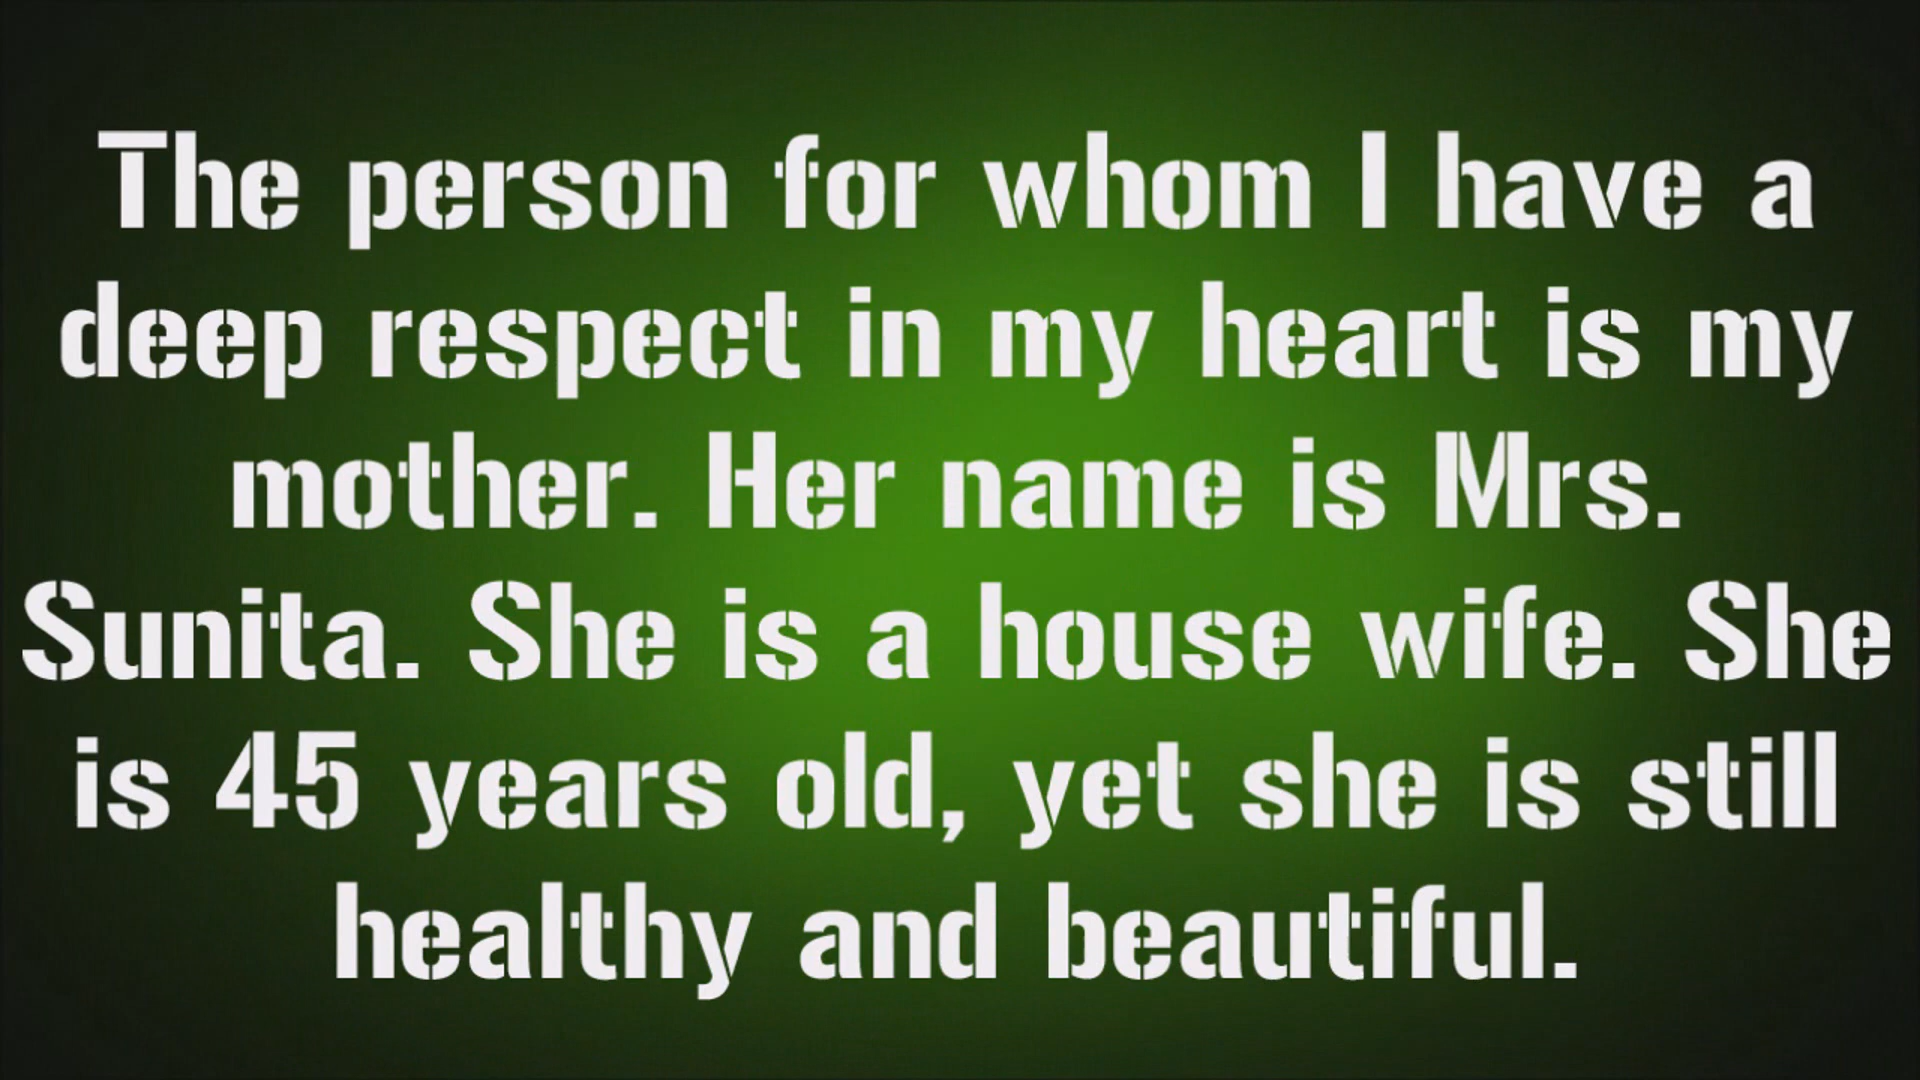 The person for whom I have a
deep respect in my heart is my
mother. Her name is Mrs.
Sunita. She is a house wife. She
is 45 years old, yet she is still
healthy and beautiful.